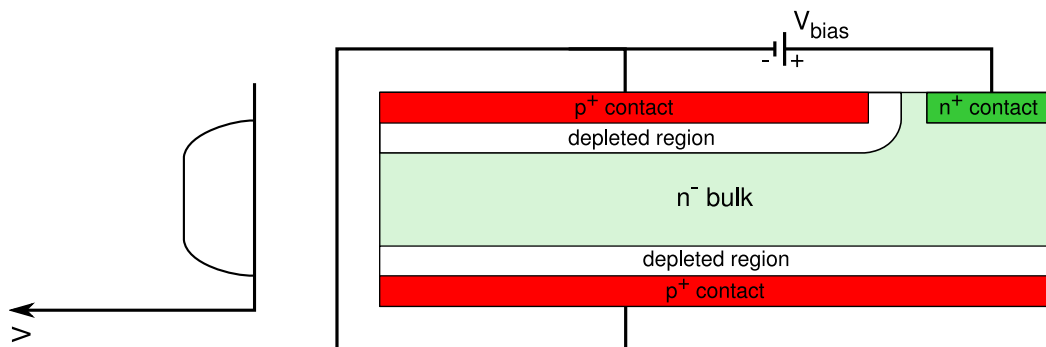 V_bias
- +
p⁺ contact
n⁺ contact
depleted region
n⁻ bulk
depleted region
p⁺ contact
V